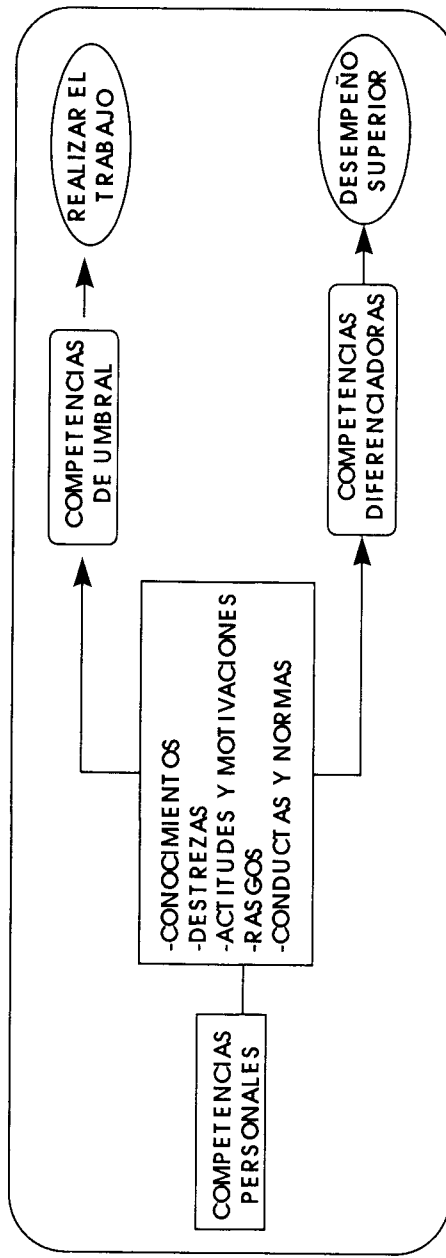 COMPETENCIAS
PERSONALES
-CONOCIMIENTOS
-DESTREZAS
-ACTITUDES Y MOTIVACIONES
-RASGOS
-CONDUCTAS Y NORMAS
COMPETENCIAS
DE UMBRAL
REALIZAR EL
TRABAJO
COMPETENCIAS
DIFERENCIADORAS
DESEMPEÑO
SUPERIOR